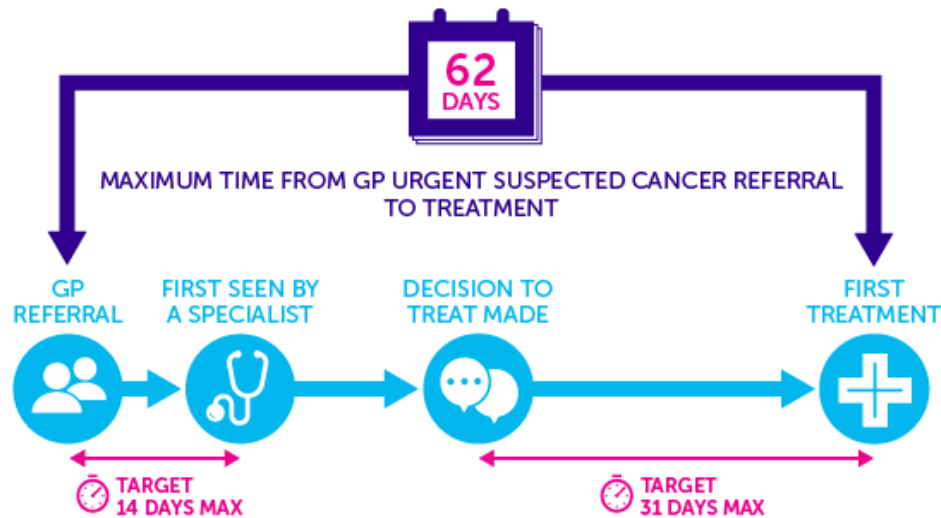 62
DAYS
MAXIMUM TIME FROM GP URGENT SUSPECTED CANCER REFERRAL
TO TREATMENT
GP
REFERRAL
FIRST SEEN BY
A SPECIALIST
DECISION TO
TREAT MADE
FIRST
TREATMENT
TARGET
14 DAYS MAX
TARGET
31 DAYS MAX